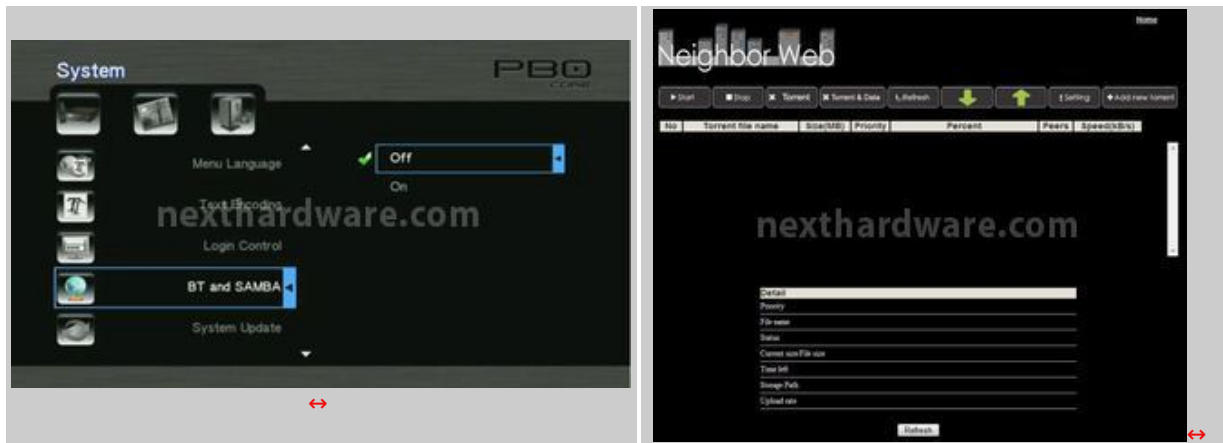 System
PBO
CORE
Menu Language
Off
On
Text Encoding
nexthardware.com
Login Control
BT and SAMBA
System Update
Home
Neighbor Web
Start
Stop
Torrent
Torrent & Data
Refresh
Setting
Add new torrent
No Torrent file name Size(MB) Priority Percent Peers Speed(kB/s)
nexthardware.com
Detail
Priority
File name
Status
Current size/File size
Time left
Storage Path
Upload rate
Refresh